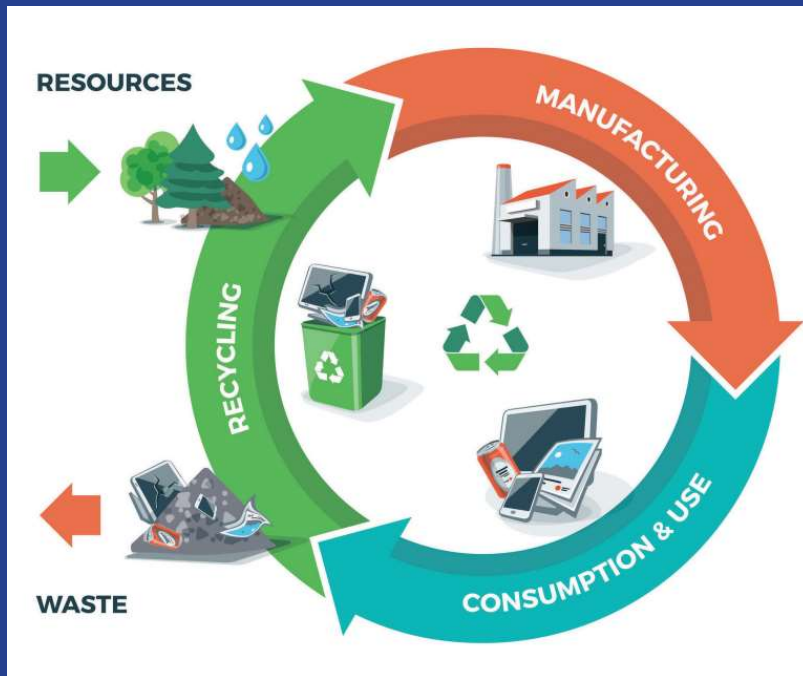 RESOURCES
MANUFACTURING
RECYCLING
CONSUMPTION & USE
WASTE